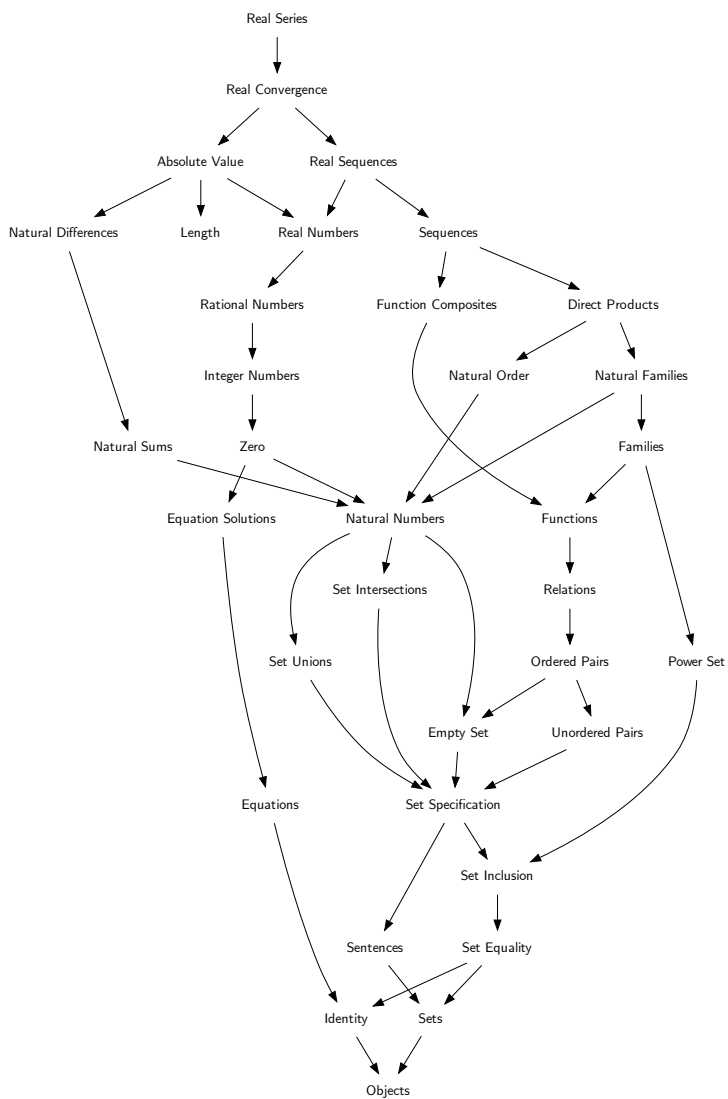 Real Series
Real Convergence
Absolute Value
Real Sequences
Natural Differences
Length
Real Numbers
Sequences
Rational Numbers
Function Composites
Direct Products
Integer Numbers
Natural Order
Natural Families
Natural Sums
Zero
Families
Equation Solutions
Natural Numbers
Functions
Set Intersections
Relations
Set Unions
Ordered Pairs
Power Set
Empty Set
Unordered Pairs
Equations
Set Specification
Set Inclusion
Sentences
Set Equality
Identity
Sets
Objects